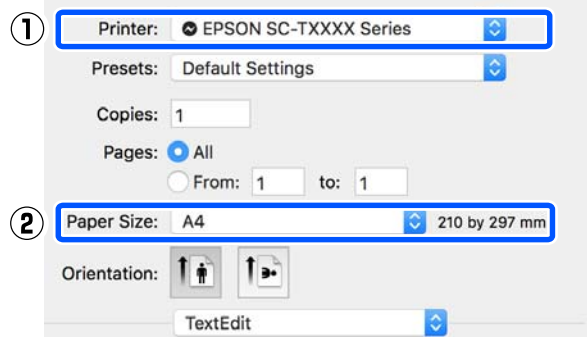 ① Printer: EPSON SC-TXXXX Series
Presets: Default Settings
Copies: 1
Pages: All
From: 1 to: 1
② Paper Size: A4 210 by 297 mm
Orientation:
TextEdit